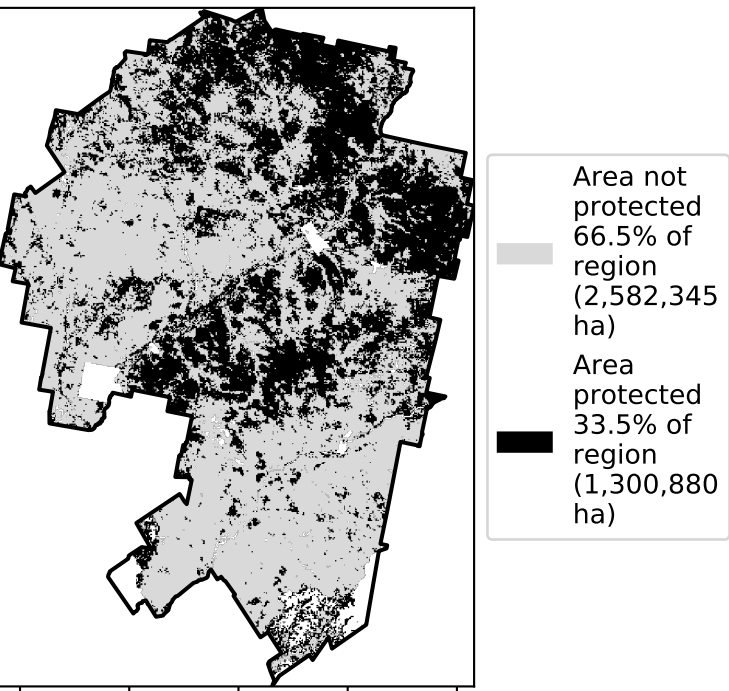 Area not
protected
66.5% of
region
(2,582,345
ha)
Area
protected
33.5% of
region
(1,300,880
ha)